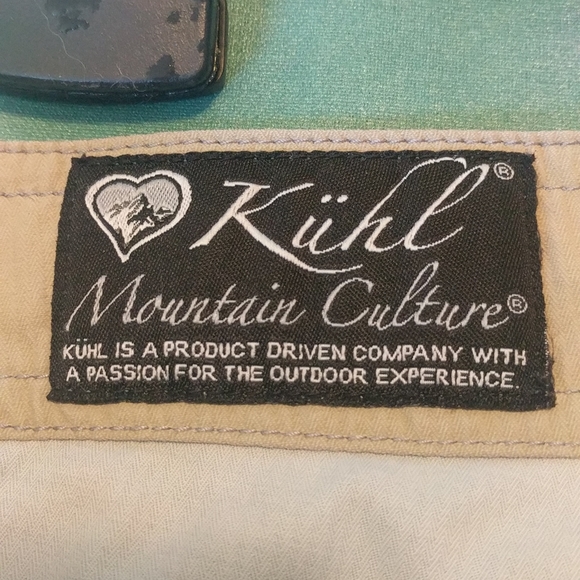 Kühl®
Mountain Culture®
KÜHL IS A PRODUCT DRIVEN COMPANY WITH
A PASSION FOR THE OUTDOOR EXPERIENCE.